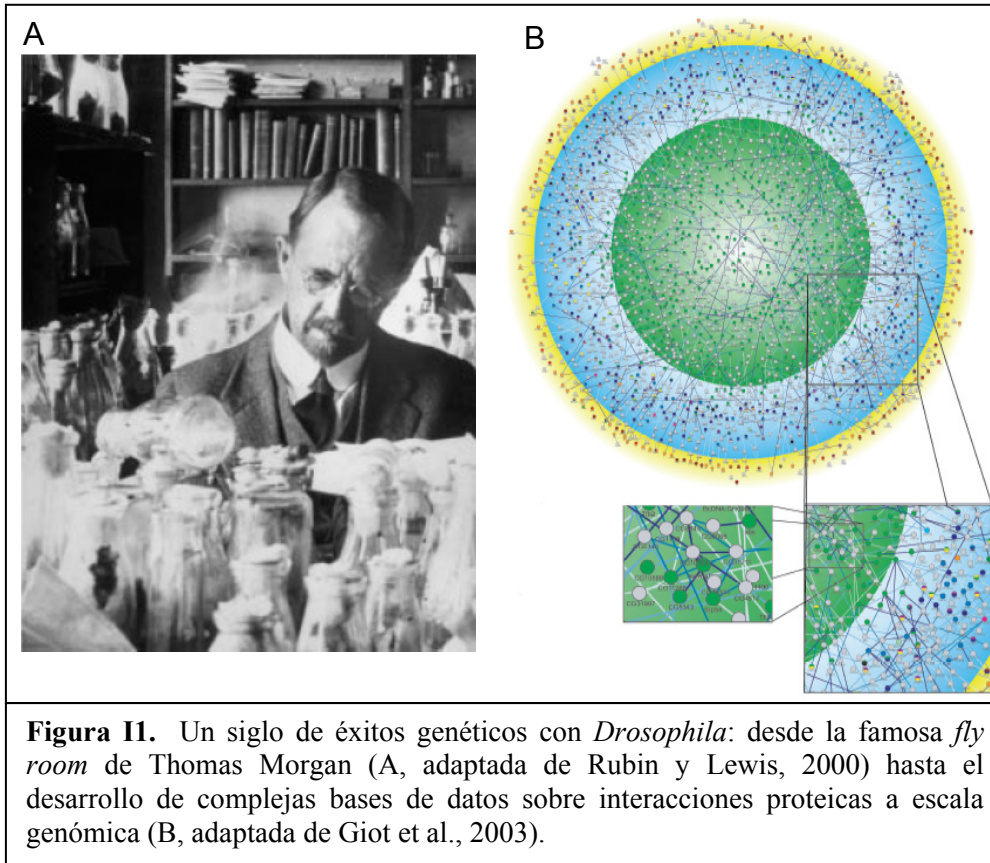 A
B
Figura I1. Un siglo de éxitos genéticos con Drosophila: desde la famosa fly
room de Thomas Morgan (A, adaptada de Rubin y Lewis, 2000) hasta el
desarrollo de complejas bases de datos sobre interacciones proteicas a escala
genómica (B, adaptada de Giot et al., 2003).